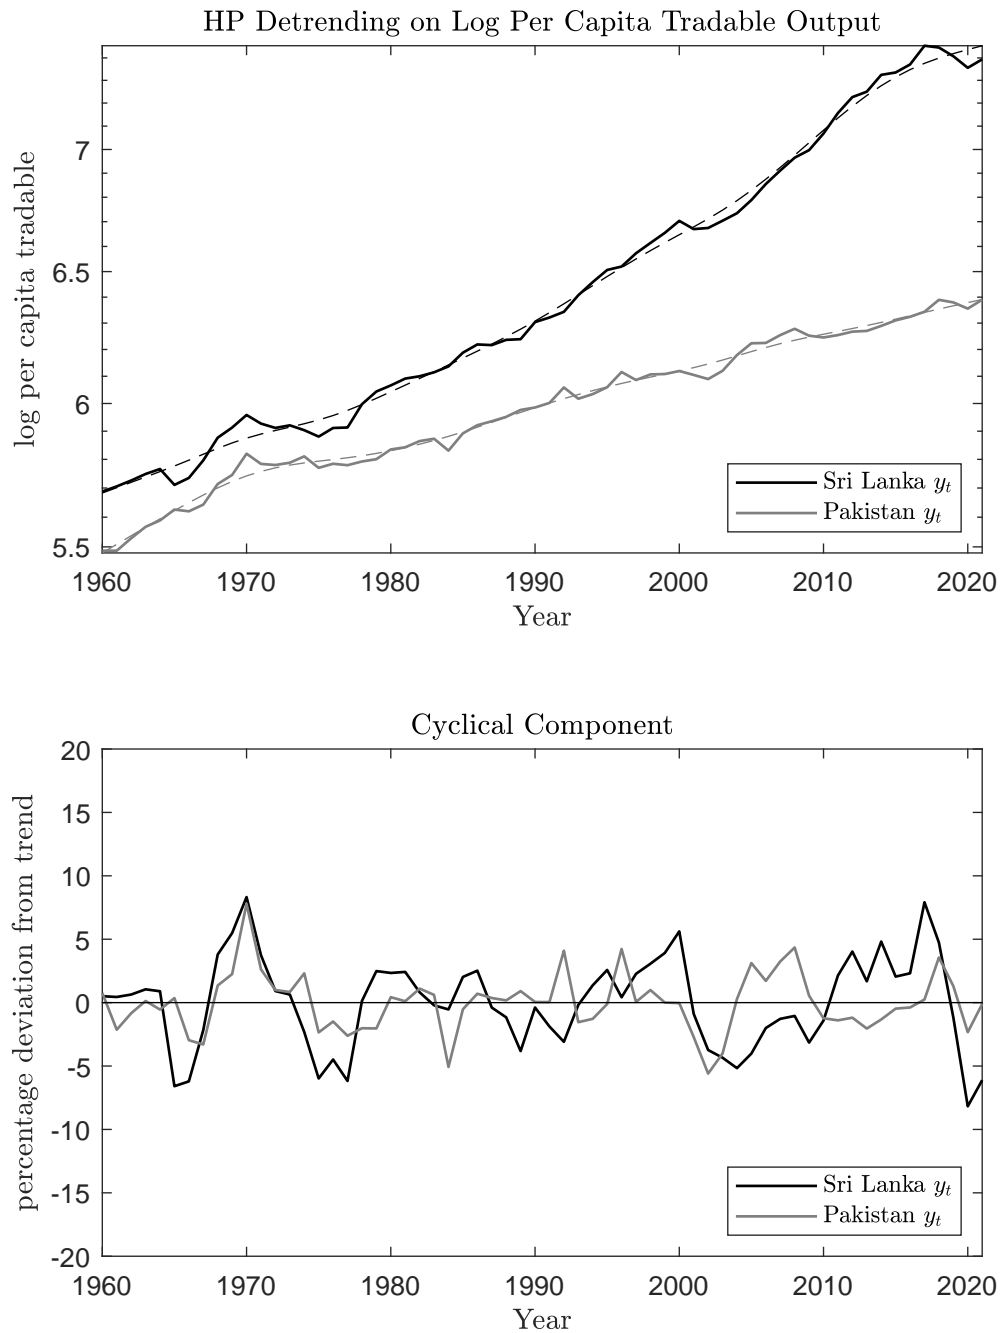 HP Detrending on Log Per Capita Tradable Output
log per capita tradable
7
6.5
6
5.5
Sri Lanka y_t
Pakistan y_t
1960 1970 1980 1990 2000 2010 2020
Year
Cyclical Component
percentage deviation from trend
20
15
10
5
0
-5
-10
-15
-20
Sri Lanka y_t
Pakistan y_t
1960 1970 1980 1990 2000 2010 2020
Year